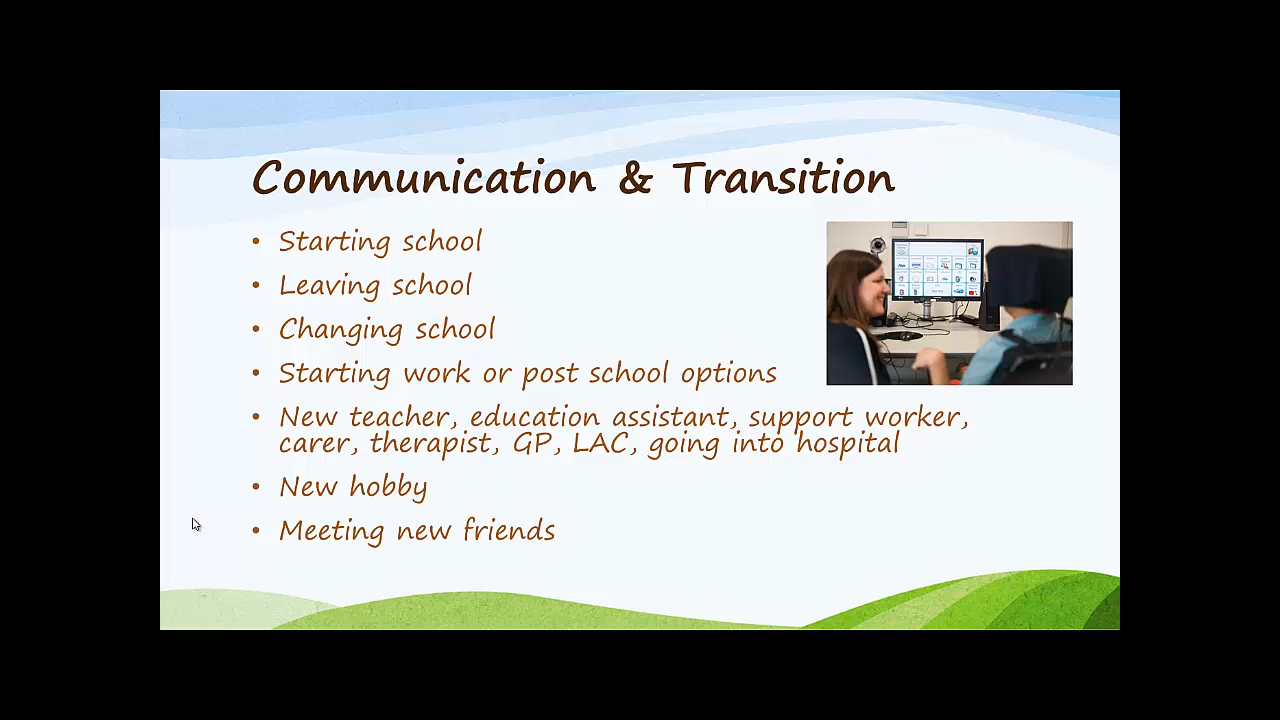 Communication & Transition
• Starting school
• Leaving school
• Changing school
• Starting work or post school options
• New teacher, education assistant, support worker,
carer, therapist, GP, LAC, going into hospital
• New hobby
• Meeting new friends